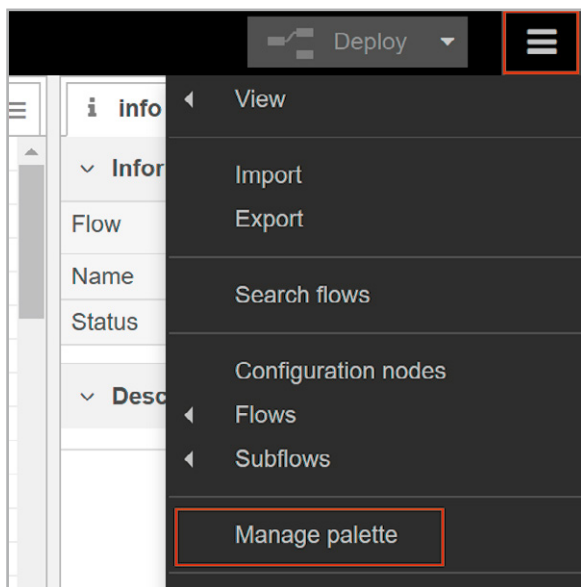 Deploy
info
View
Infor
Import
Flow
Export
Name
Search flows
Status
Configuration nodes
Desc
Flows
Subflows
Manage palette